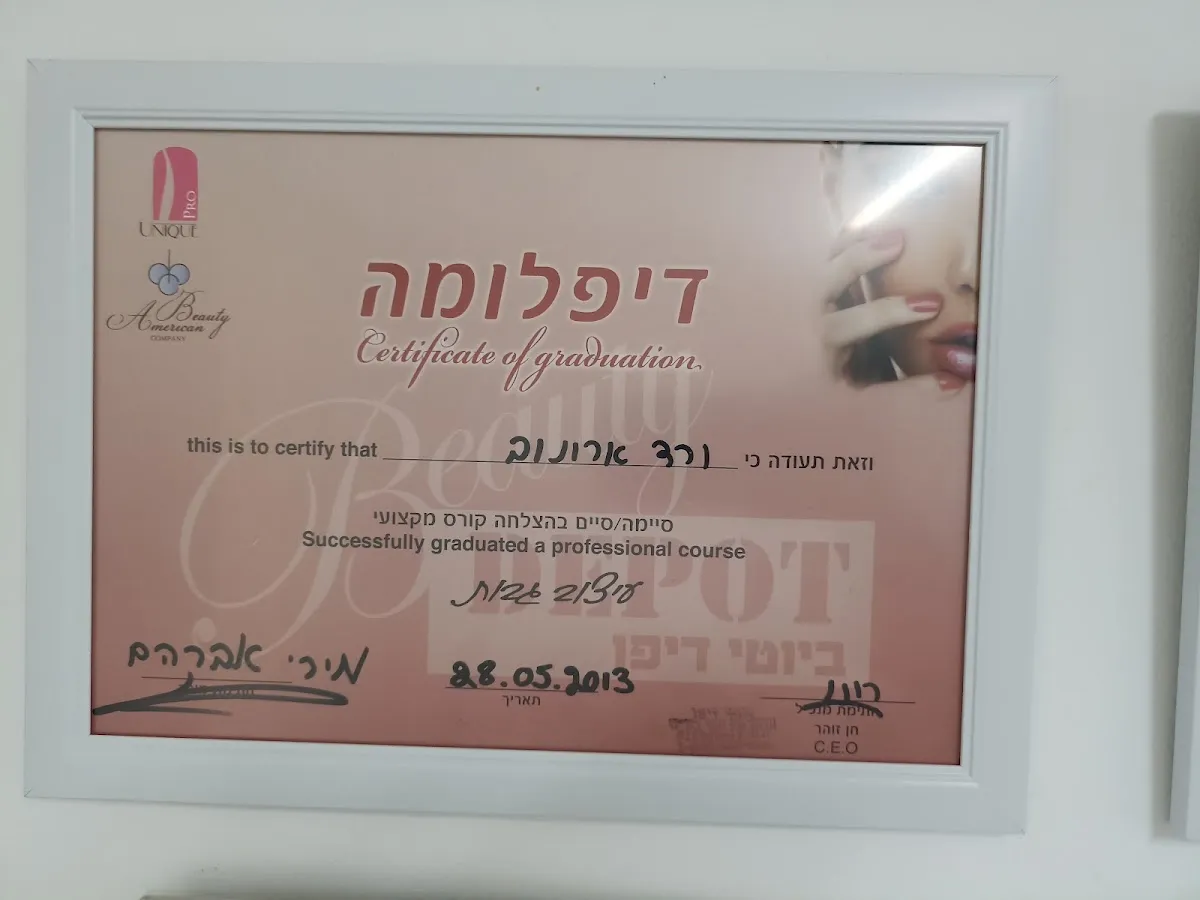 PRO
UNIQUE
A Beauty
American
COMPANY
דיפלומה
Certificate of graduation
this is to certify that ורד ארונוב וזאת תעודה כי
סיימה/סיים בהצלחה קורס מקצועי
Successfully graduated a professional course
עיצוב גבות
Beauty
DEPOT
ביוטי דיפו
מירי אברהם
28.05.2013
תאריך
חתימת מנכ"ל
חן זוהר
C.E.O